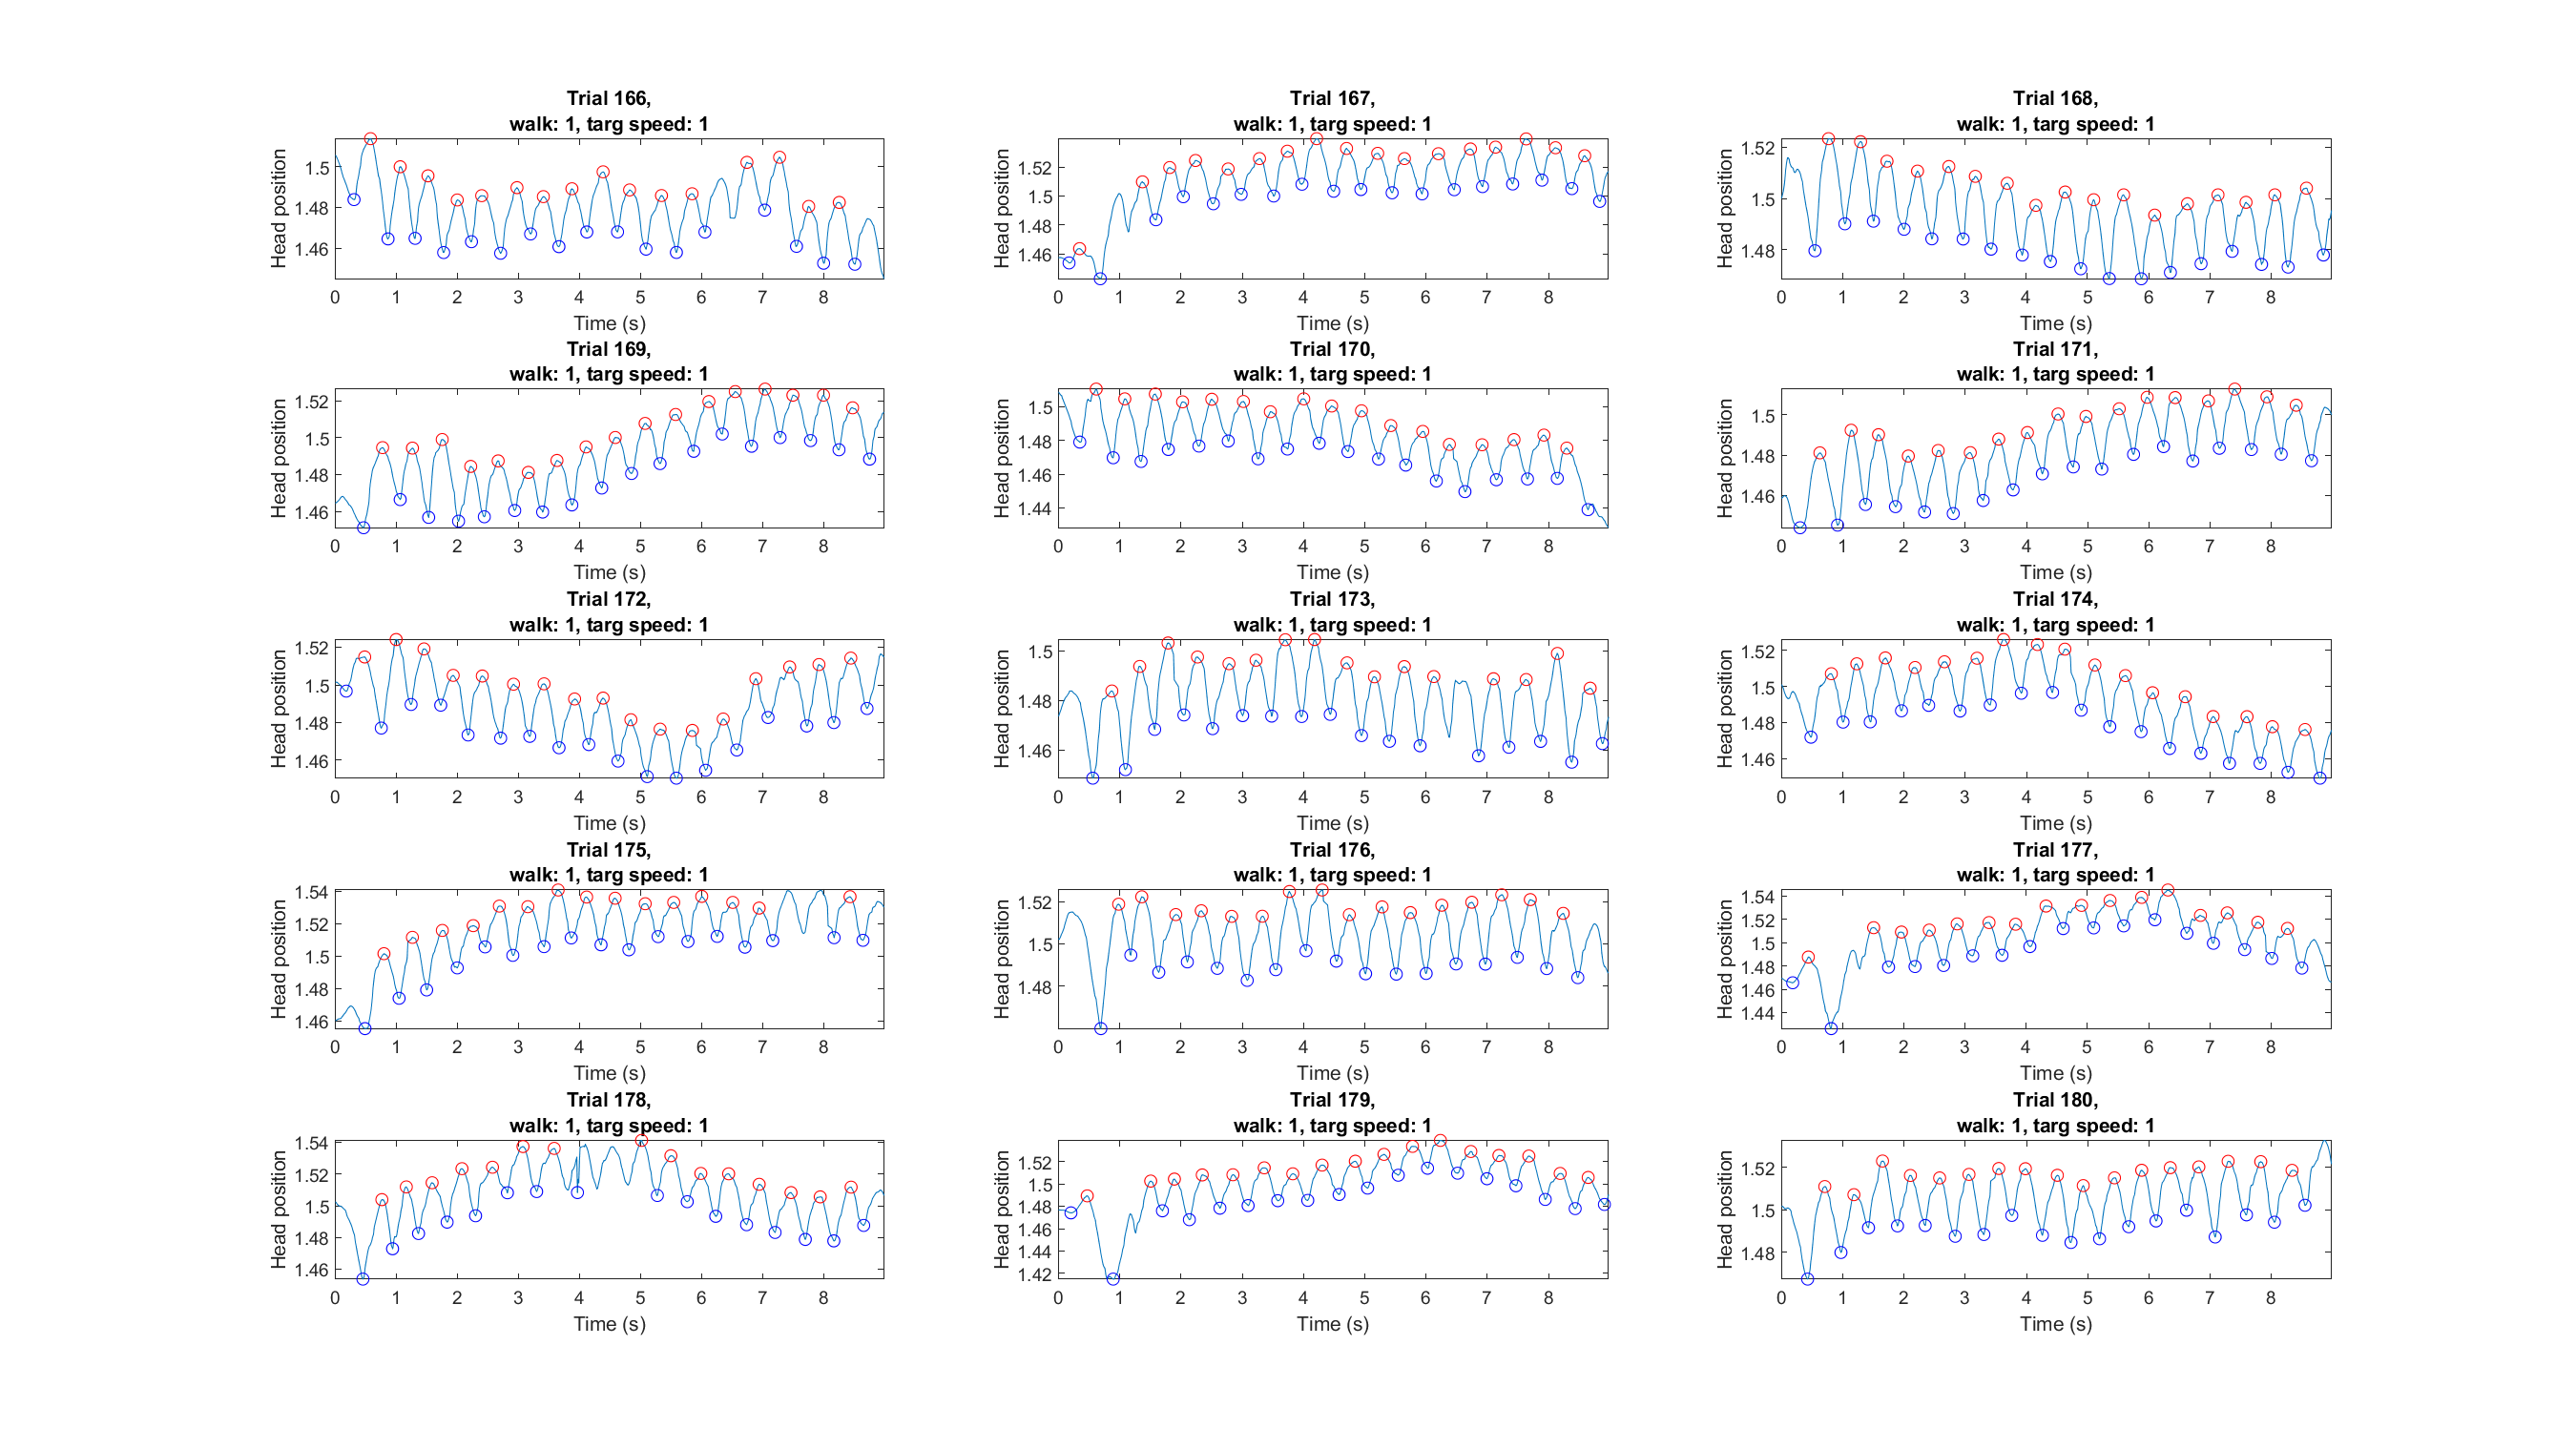 Trial 166,
walk: 1, targ speed: 1
Head position
1.5
1.48
1.46
0 1 2 3 4 5 6 7 8
Time (s)
Trial 167,
walk: 1, targ speed: 1
Head position
1.52
1.5
1.48
1.46
0 1 2 3 4 5 6 7 8
Time (s)
Trial 168,
walk: 1, targ speed: 1
Head position
1.52
1.5
1.48
0 1 2 3 4 5 6 7 8
Time (s)
Trial 169,
walk: 1, targ speed: 1
Head position
1.52
1.5
1.48
1.46
0 1 2 3 4 5 6 7 8
Time (s)
Trial 170,
walk: 1, targ speed: 1
Head position
1.5
1.48
1.46
1.44
0 1 2 3 4 5 6 7 8
Time (s)
Trial 171,
walk: 1, targ speed: 1
Head position
1.5
1.48
1.46
0 1 2 3 4 5 6 7 8
Time (s)
Trial 172,
walk: 1, targ speed: 1
Head position
1.52
1.5
1.48
1.46
0 1 2 3 4 5 6 7 8
Time (s)
Trial 173,
walk: 1, targ speed: 1
Head position
1.5
1.48
1.46
0 1 2 3 4 5 6 7 8
Time (s)
Trial 174,
walk: 1, targ speed: 1
Head position
1.52
1.5
1.48
1.46
0 1 2 3 4 5 6 7 8
Time (s)
Trial 175,
walk: 1, targ speed: 1
Head position
1.54
1.52
1.5
1.48
1.46
0 1 2 3 4 5 6 7 8
Time (s)
Trial 176,
walk: 1, targ speed: 1
Head position
1.52
1.5
1.48
0 1 2 3 4 5 6 7 8
Time (s)
Trial 177,
walk: 1, targ speed: 1
Head position
1.54
1.52
1.5
1.48
1.46
1.44
0 1 2 3 4 5 6 7 8
Time (s)
Trial 178,
walk: 1, targ speed: 1
Head position
1.54
1.52
1.5
1.48
1.46
0 1 2 3 4 5 6 7 8
Time (s)
Trial 179,
walk: 1, targ speed: 1
Head position
1.52
1.5
1.48
1.46
1.44
1.42
0 1 2 3 4 5 6 7 8
Time (s)
Trial 180,
walk: 1, targ speed: 1
Head position
1.52
1.5
1.48
0 1 2 3 4 5 6 7 8
Time (s)